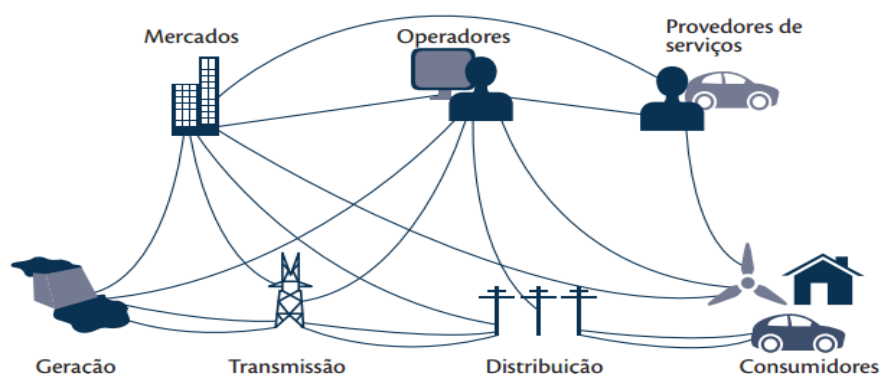 Mercados
Operadores
Provedores de
serviços
Geração
Transmissão
Distribuição
Consumidores